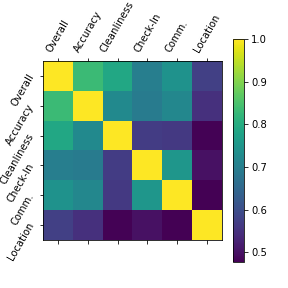 Overall
Accuracy
Cleanliness
Check-In
Comm.
Location
Overall
Accuracy
Cleanliness
Check-In
Comm.
Location
1.0
0.9
0.8
0.7
0.6
0.5